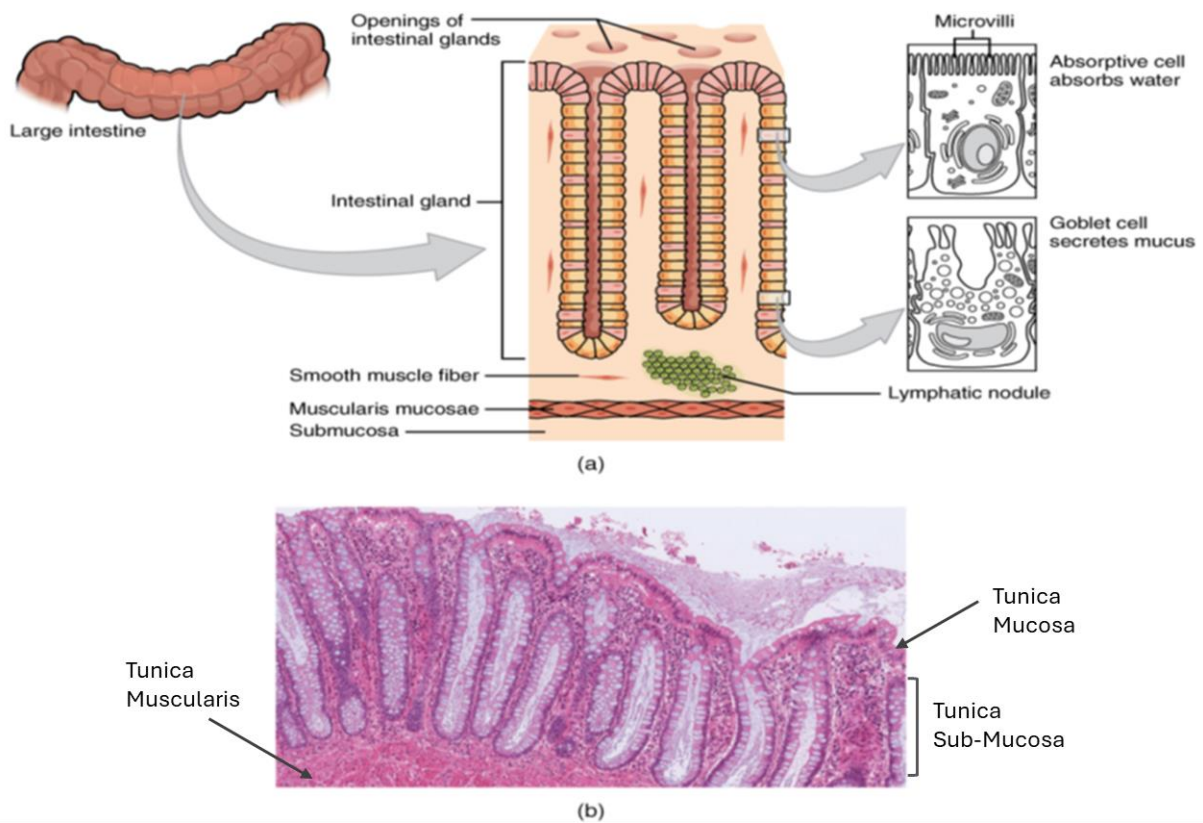 Openings of
intestinal glands
Microvilli
Absorptive cell
absorbs water
Large intestine
Intestinal gland
Goblet cell
secretes mucus
Smooth muscle fiber
Lymphatic nodule
Muscularis mucosae
Submucosa
(a)
Tunica
Mucosa
Tunica
Muscularis
Tunica
Sub-Mucosa
(b)